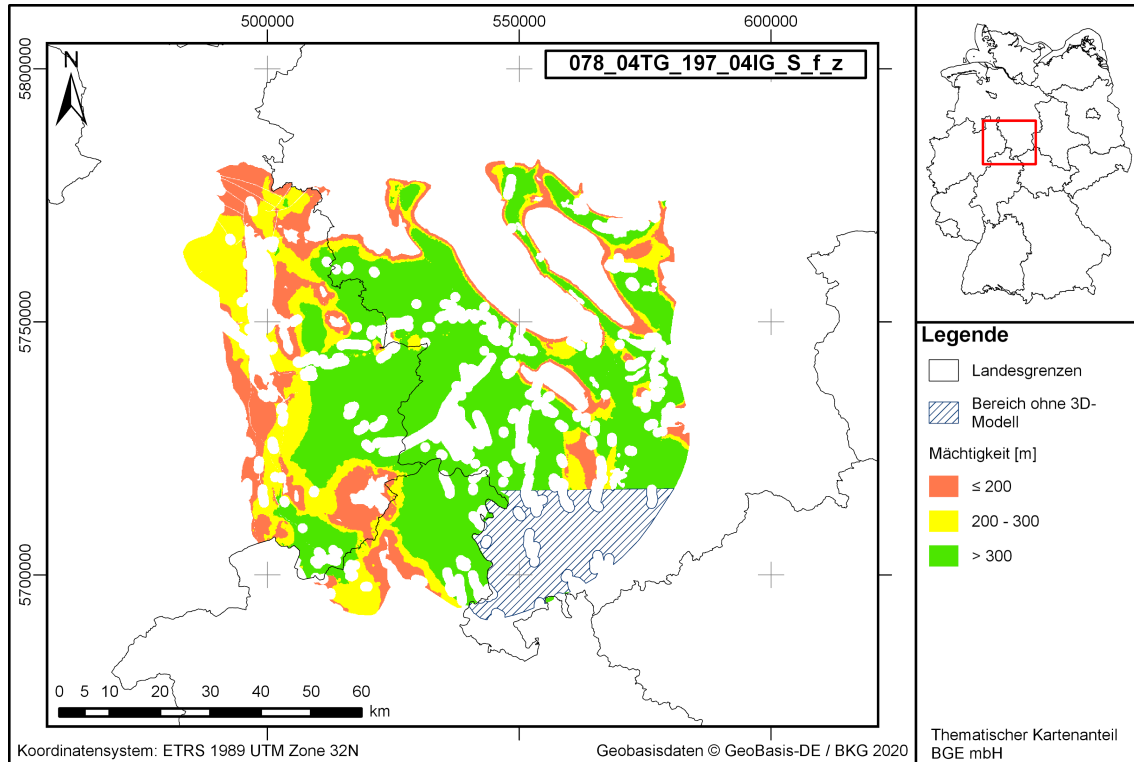 500000
550000
600000
5800000
078_04TG_197_04IG_S_f_z
N
5750000
5700000
0 5 10 20 30 40 50 60
km
Koordinatensystem: ETRS 1989 UTM Zone 32N
Geobasisdaten © GeoBasis-DE / BKG 2020
Legende
Landesgrenzen
Bereich ohne 3D-
Modell
Mächtigkeit [m]
≤ 200
200 - 300
> 300
Thematischer Kartenanteil
BGE mbH